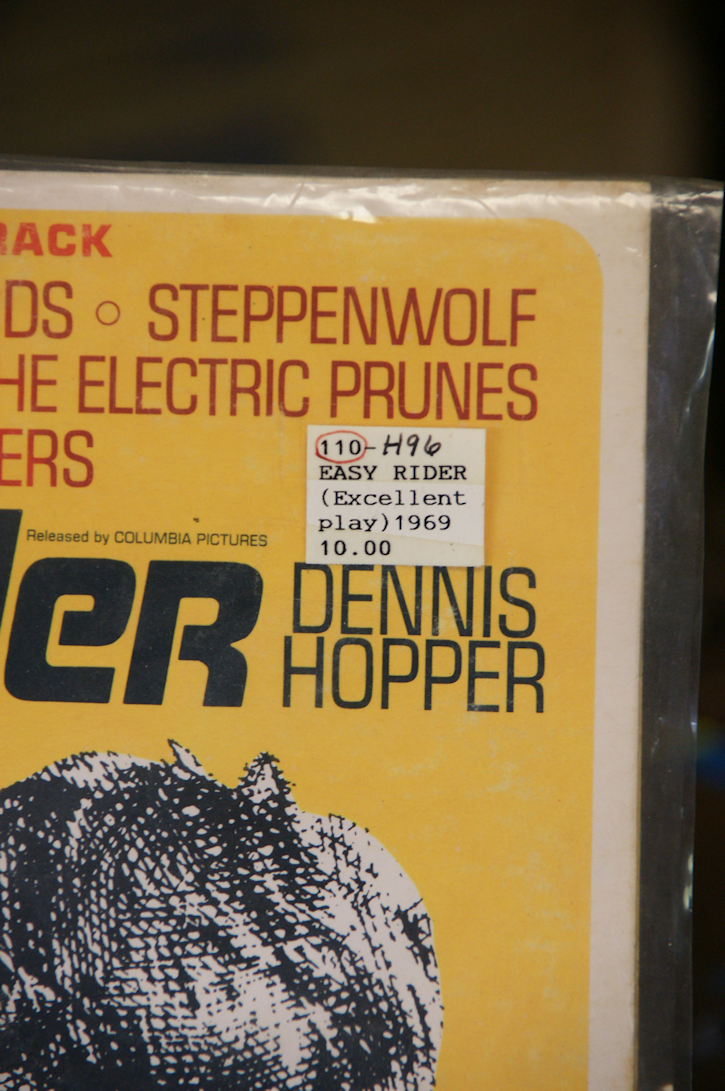 RACK
DS ○ STEPPENWOLF
HE ELECTRIC PRUNES
ERS
110-H96
EASY RIDER
(Excellent
play)1969
10.00
Released by COLUMBIA PICTURES
deR
DENNIS
HOPPER